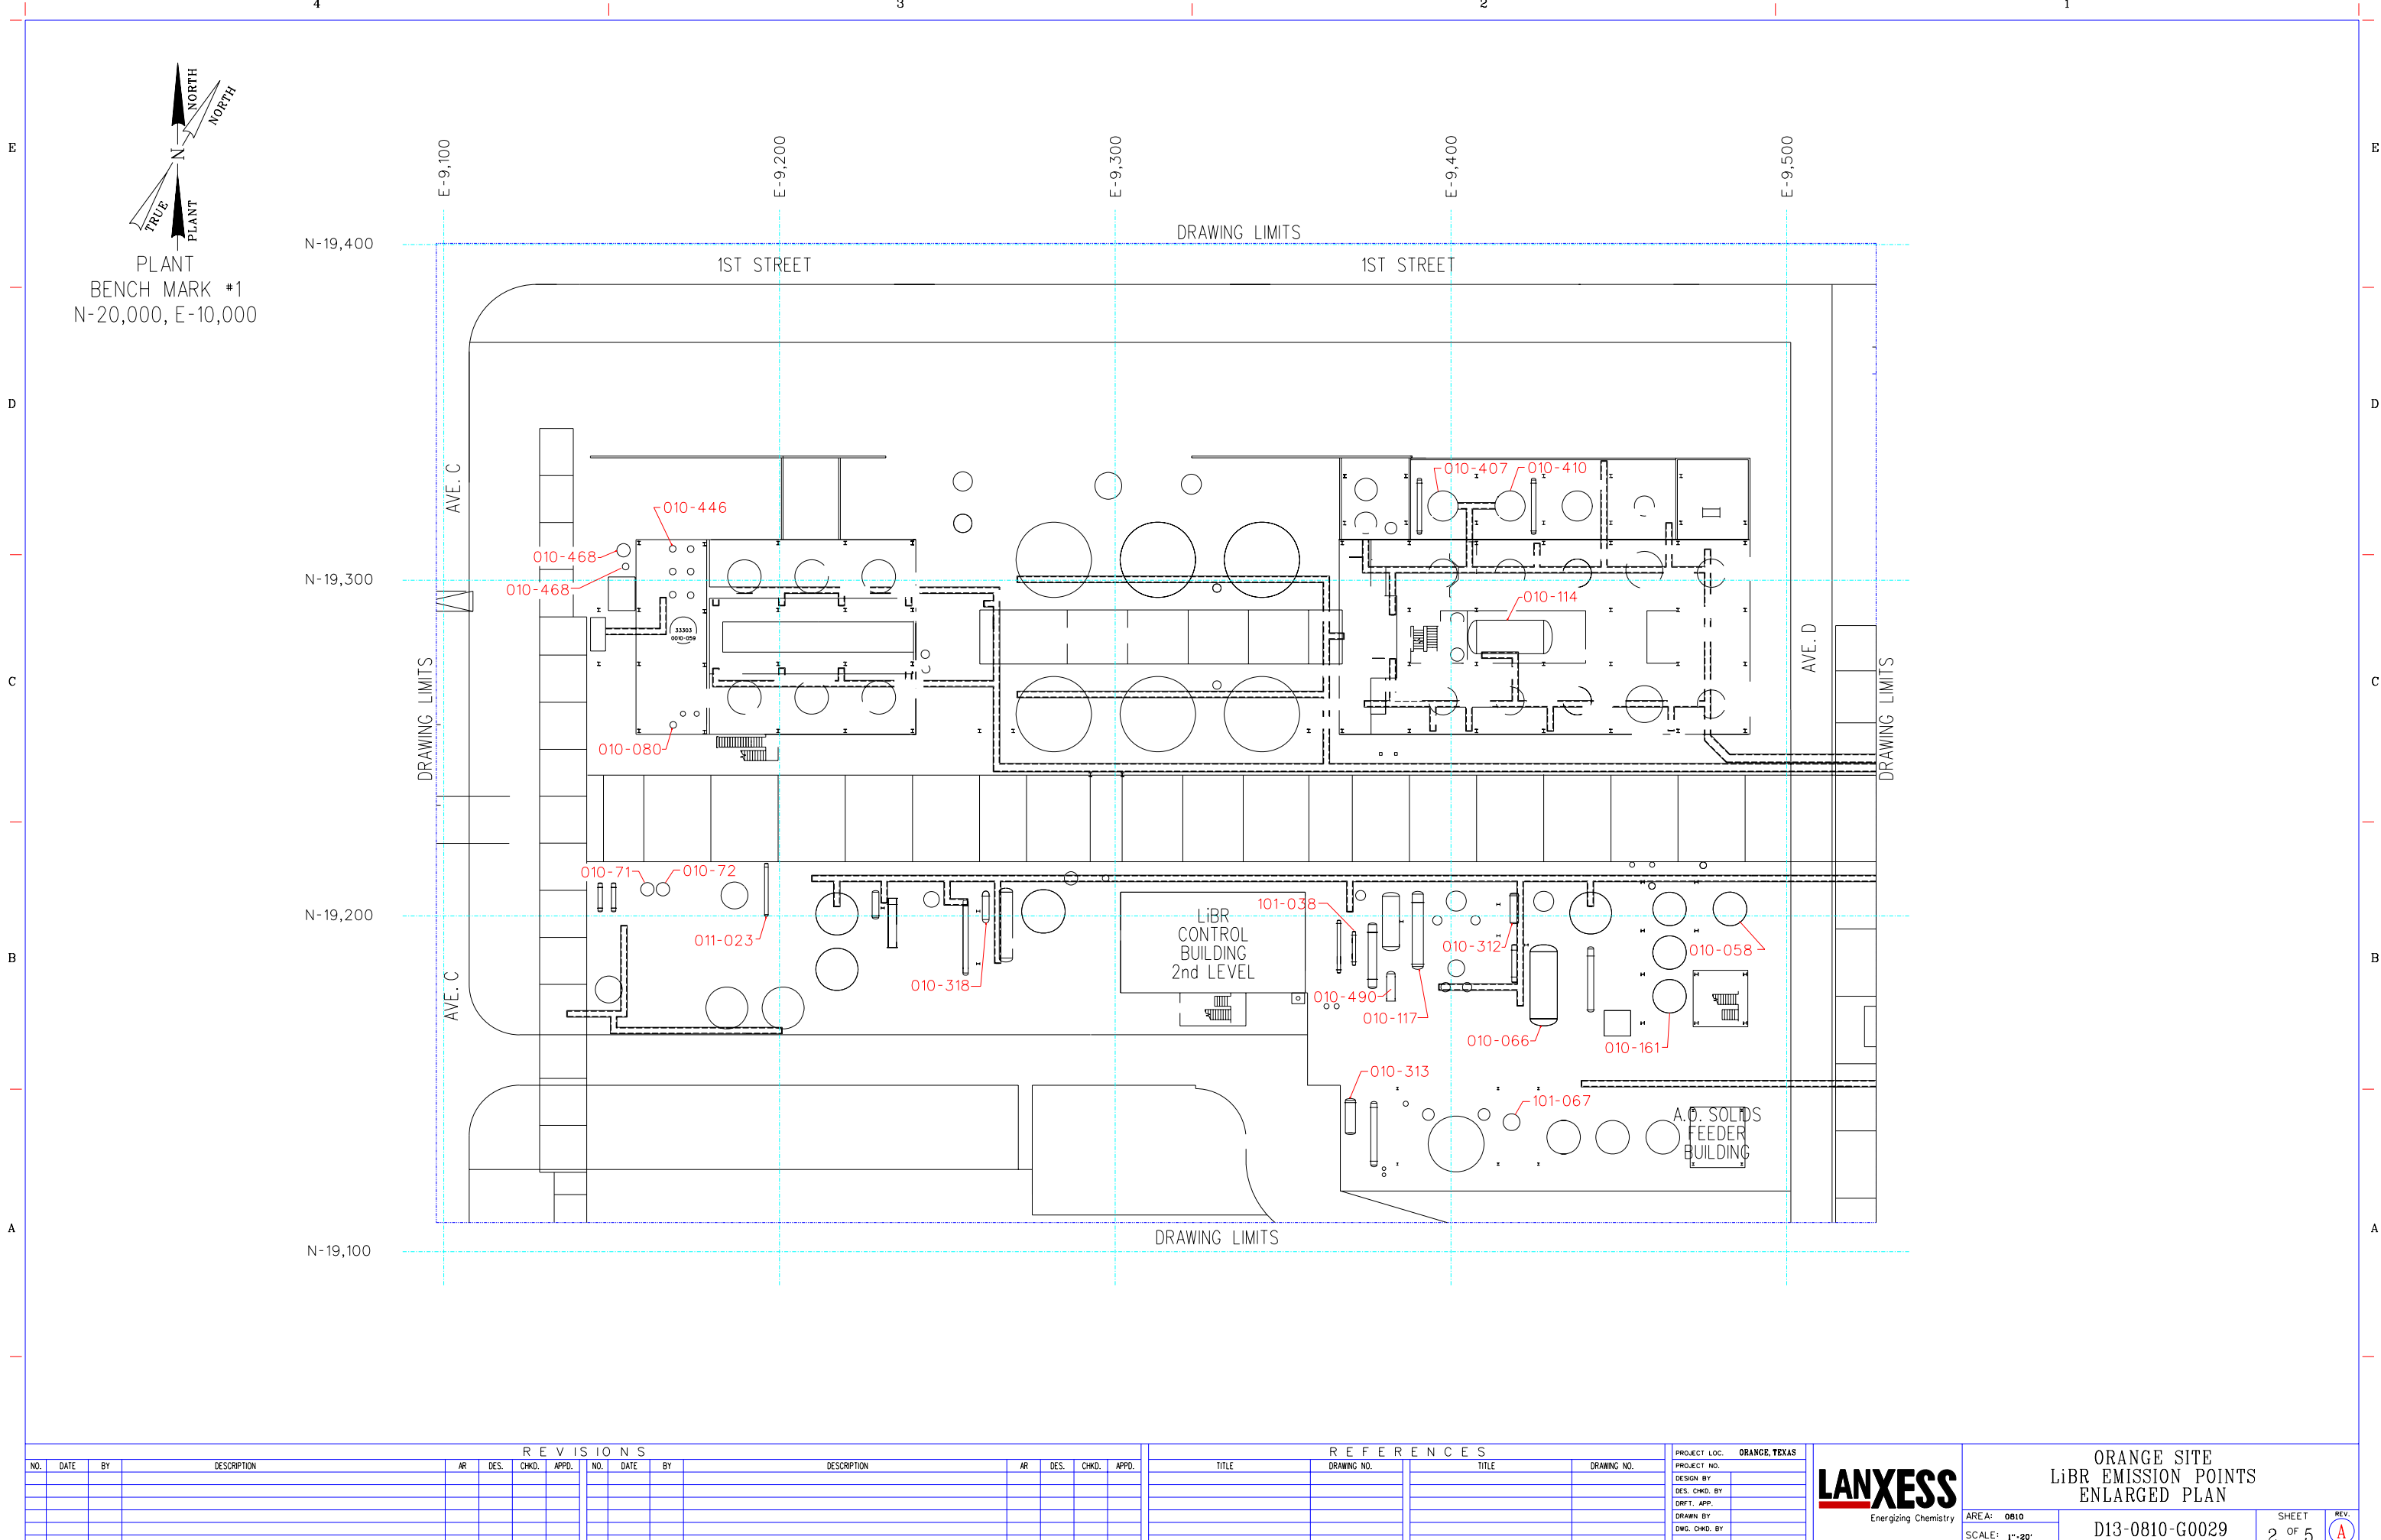 4 3 2 1
E E
D D
C C
B B
A A
NORTH
NORTH
N
TRUE
PLANT
PLANT
BENCH MARK #1
N-20,000, E-10,000
E-9,100
E-9,200
E-9,300
E-9,400
E-9,500
N-19,400
DRAWING LIMITS
1ST STREET
1ST STREET
AVE. C
010-407
010-410
010-446
010-468
N-19,300
010-468
010-114
33303
0010-059
AVE. D
DRAWING LIMITS
DRAWING LIMITS
010-080
010-71
010-72
N-19,200
011-023
010-318
LiBR
CONTROL
BUILDING
2nd LEVEL
101-038
010-312
010-058
010-490
010-117
010-066
010-161
AVE. C
010-313
101-067
A.O. SOLIDS
FEEDER
BUILDING
DRAWING LIMITS
N-19,100
REVISIONS
NO. DATE BY DESCRIPTION AR DES. CHKD. APPD. NO. DATE BY DESCRIPTION AR DES. CHKD. APPD.
REFERENCES
TITLE DRAWING NO. TITLE DRAWING NO.
PROJECT LOC. ORANGE, TEXAS
PROJECT NO.
DESIGN BY
DES. CHKD. BY
DRFT. APP.
DRAWN BY
DWG. CHKD. BY
LANXESS
Energizing Chemistry
ORANGE SITE
LiBR EMISSION POINTS
ENLARGED PLAN
AREA: 0810
SCALE: 1"-20'
D13-0810-G0029
SHEET
2 OF 5
REV.
A